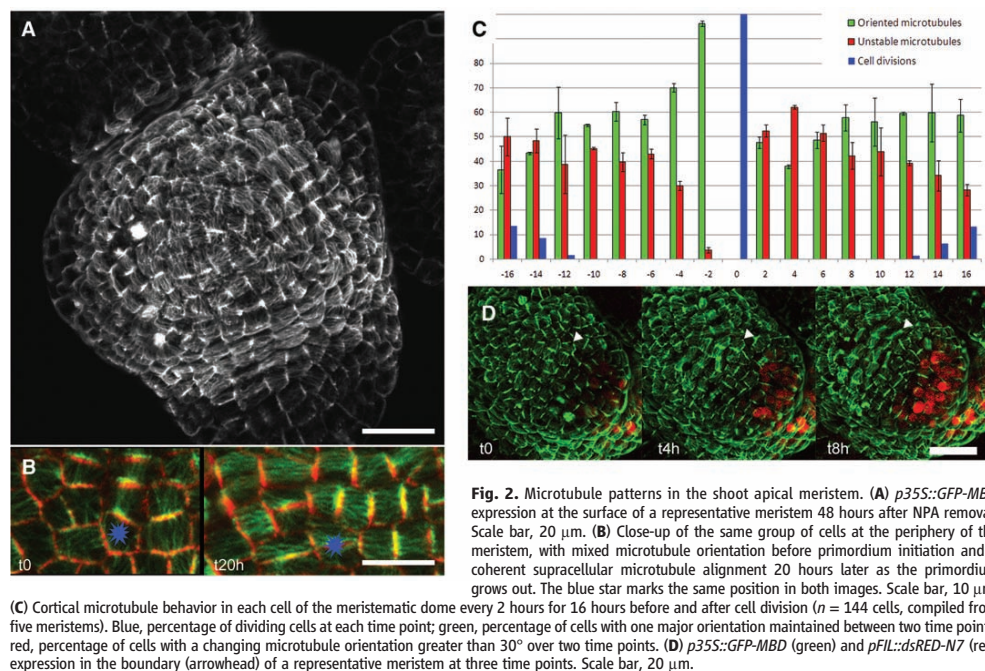 A
C
Oriented microtubules
Unstable microtubules
Cell divisions
80
70
60
50
40
30
20
10
0
-16 -14 -12 -10 -8 -6 -4 -2 0 2 4 6 8 10 12 14 16
D
t0 t4h t8h
B
t0 t20h
Fig. 2. Microtubule patterns in the shoot apical meristem. (A) p35S::GFP-MB
expression at the surface of a representative meristem 48 hours after NPA remova
Scale bar, 20 μm. (B) Close-up of the same group of cells at the periphery of th
meristem, with mixed microtubule orientation before primordium initiation and
coherent supracellular microtubule alignment 20 hours later as the primordiu
grows out. The blue star marks the same position in both images. Scale bar, 10 μm
(C) Cortical microtubule behavior in each cell of the meristematic dome every 2 hours for 16 hours before and after cell division (n = 144 cells, compiled fro
five meristems). Blue, percentage of dividing cells at each time point; green, percentage of cells with one major orientation maintained between two time point
red, percentage of cells with a changing microtubule orientation greater than 30° over two time points. (D) p35S::GFP-MBD (green) and pFIL::dsRED-N7 (re
expression in the boundary (arrowhead) of a representative meristem at three time points. Scale bar, 20 μm.